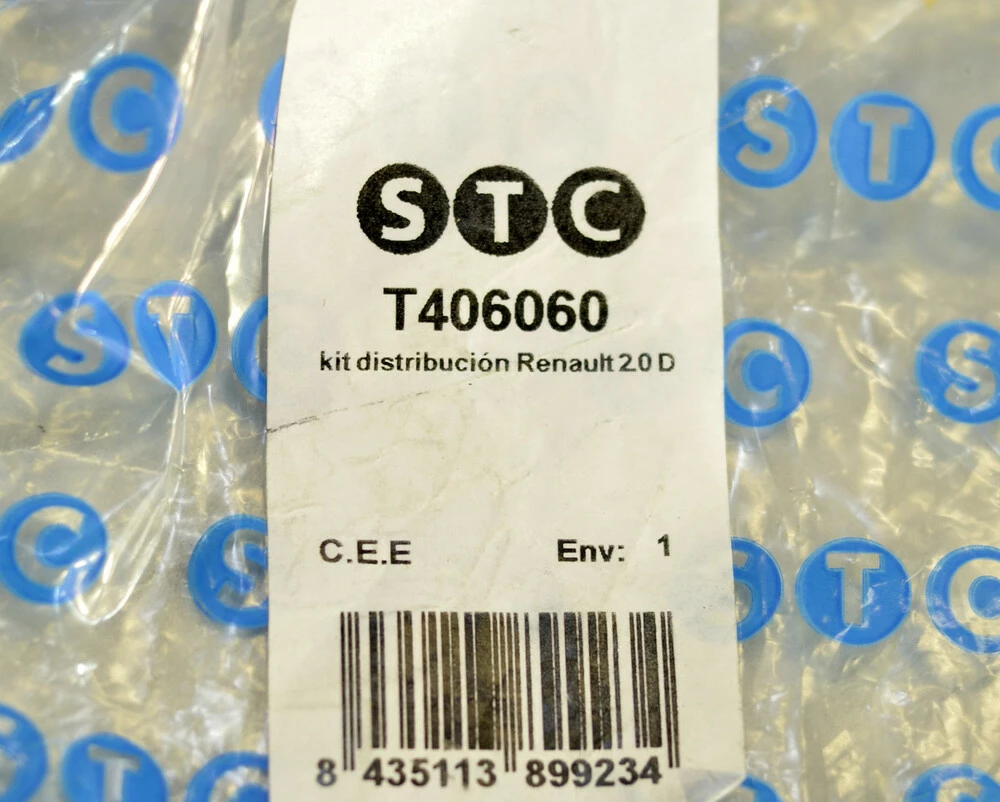 STC
T406060
kit distribución Renault 2.0 D
C.E.E Env: 1
8 435113 899234
C S T C
S T C C S
C S T C
T